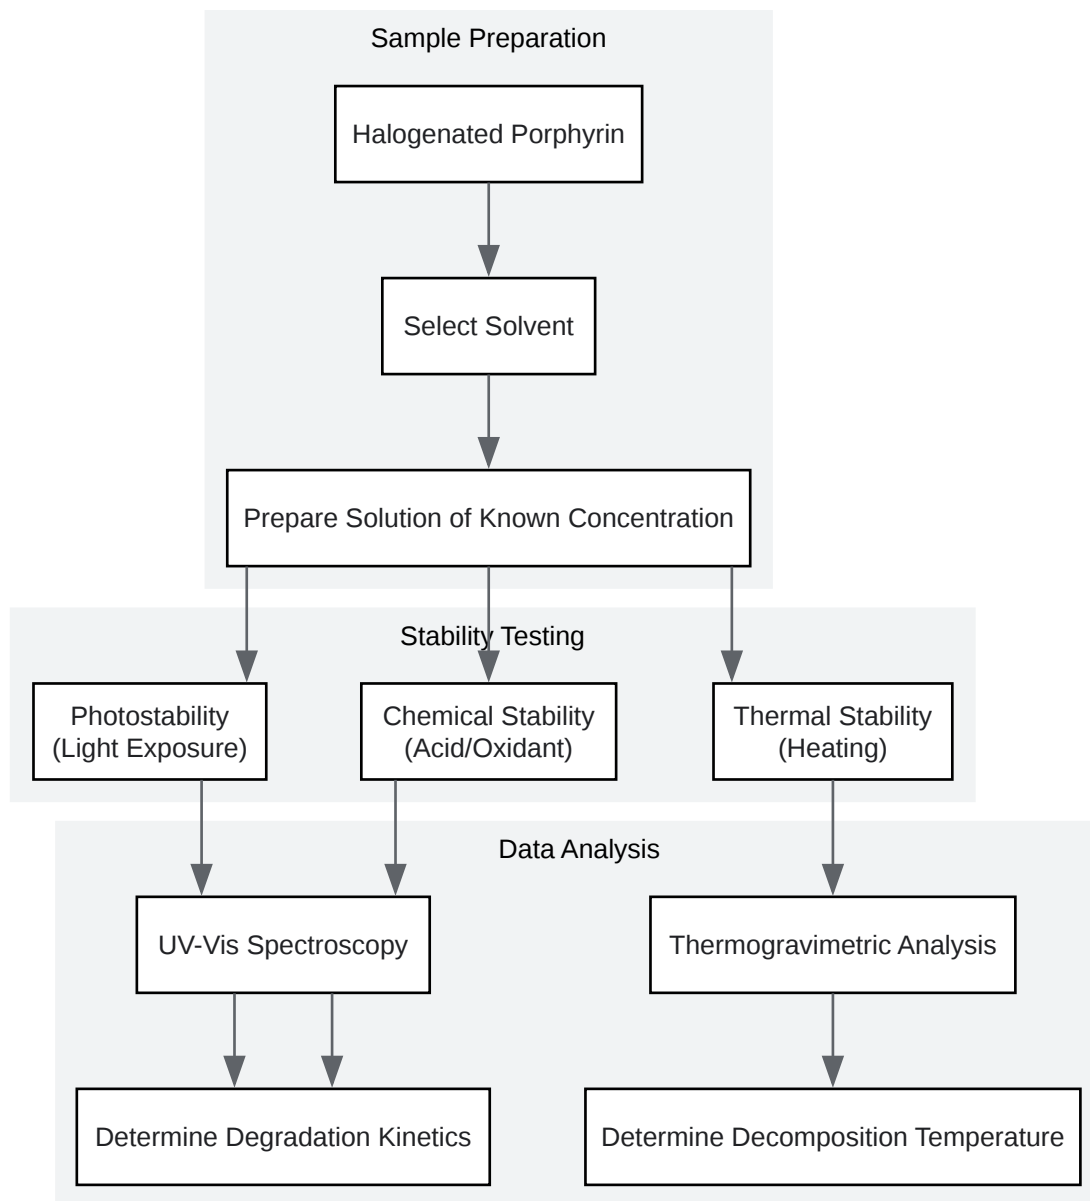 Sample Preparation
Halogenated Porphyrin
Select Solvent
Prepare Solution of Known Concentration
Stability Testing
Photostability
(Light Exposure)
Chemical Stability
(Acid/Oxidant)
Thermal Stability
(Heating)
Data Analysis
UV-Vis Spectroscopy
Thermogravimetric Analysis
Determine Degradation Kinetics
Determine Decomposition Temperature